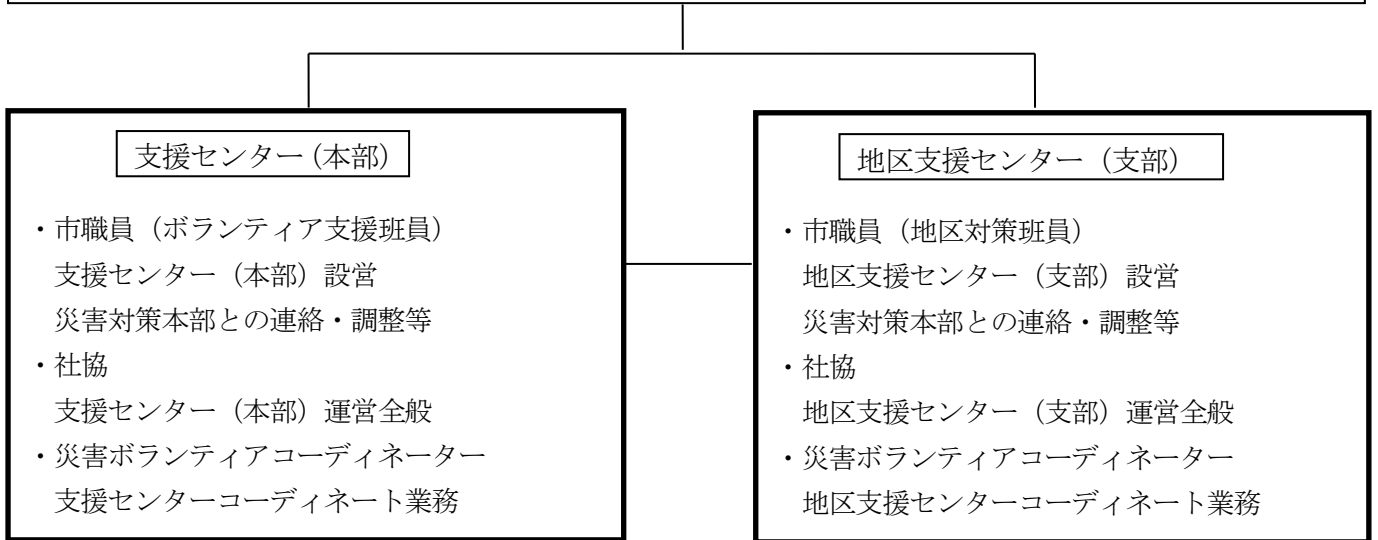 支援センター(本部)
・市職員(ボランティア支援班員)
支援センター(本部)設営
災害対策本部との連絡・調整等
・社協
支援センター(本部)運営全般
・災害ボランティアコーディネーター
支援センターコーディネート業務
地区支援センター(支部)
・市職員(地区対策班員)
地区支援センター(支部)設営
災害対策本部との連絡・調整等
・社協
地区支援センター(支部)運営全般
・災害ボランティアコーディネーター
地区支援センターコーディネート業務